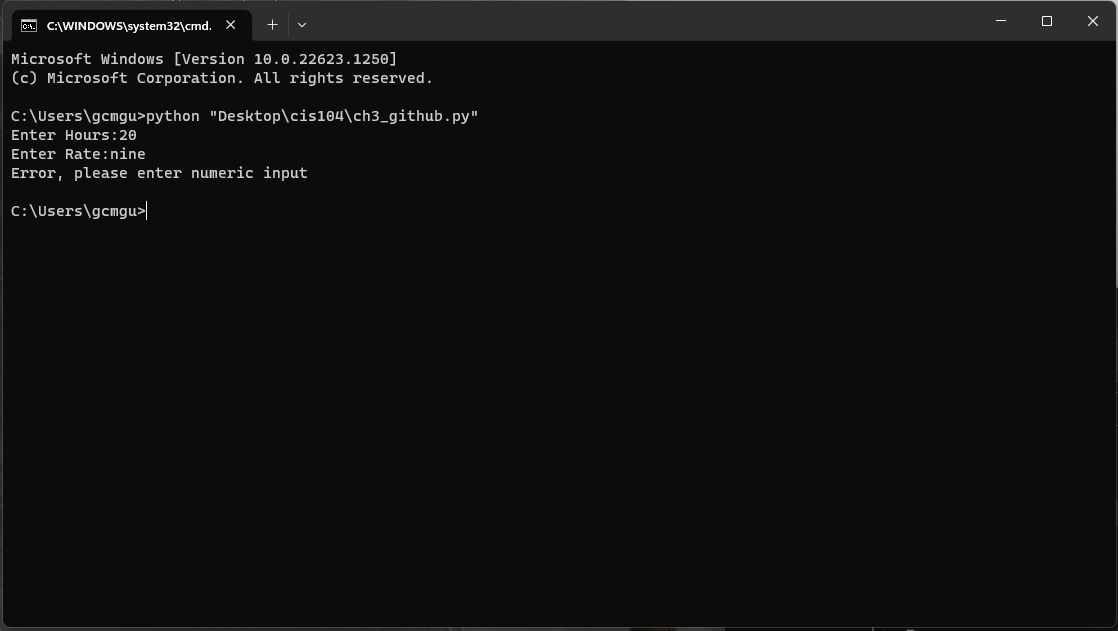 C:\WINDOWS\system32\cmd.
Microsoft Windows [Version 10.0.22623.1250]
(c) Microsoft Corporation. All rights reserved.
C:\Users\gcmgu>python "Desktop\cis104\ch3_github.py"
Enter Hours:20
Enter Rate:nine
Error, please enter numeric input
C:\Users\gcmgu>